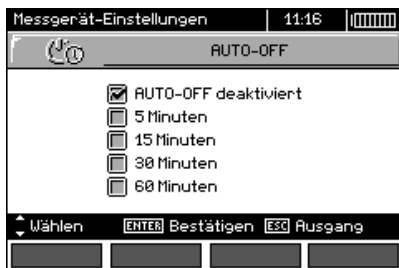 Messgerät-Einstellungen 11:16
AUTO-OFF
AUTO-OFF deaktiviert
5 Minuten
15 Minuten
30 Minuten
60 Minuten
Wählen ENTER Bestätigen ESC Ausgang